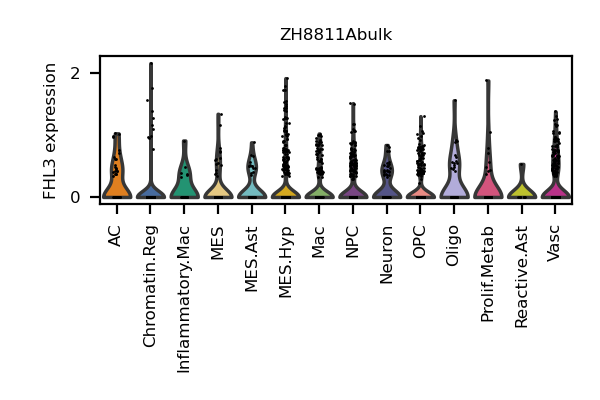 ZH8811Abulk
FHL3 expression
2
0
AC
Chromatin.Reg
Inflammatory.Mac
MES
MES.Ast
MES.Hyp
Mac
NPC
Neuron
OPC
Oligo
Prolif.Metab
Reactive.Ast
Vasc